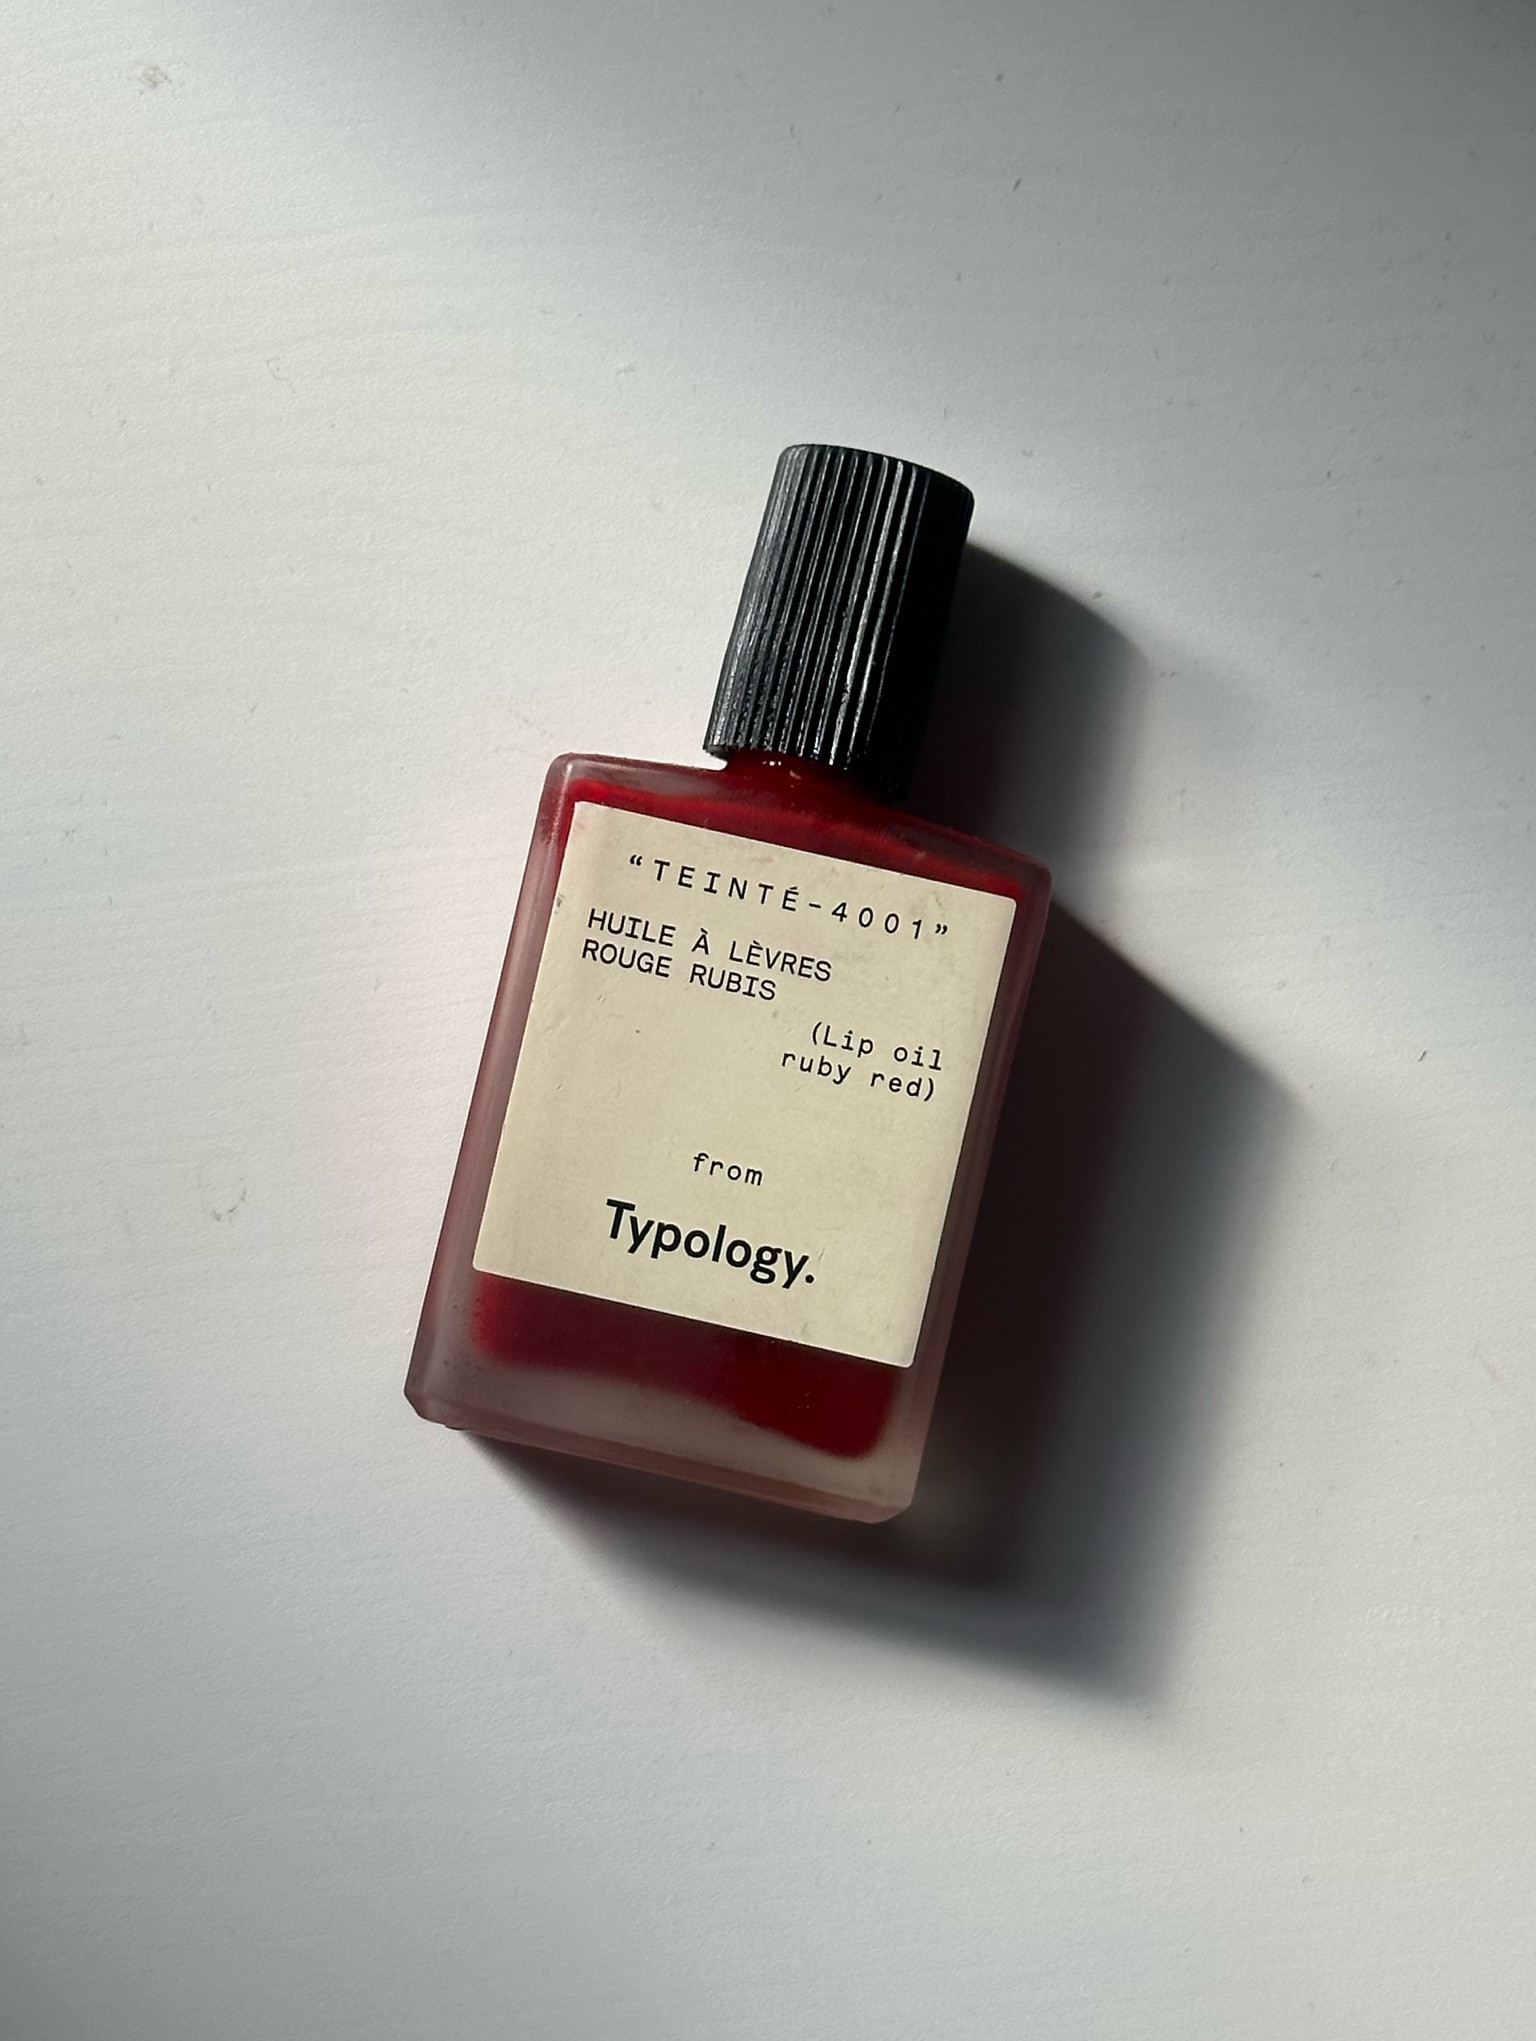 “TEINTÉ-4001”
HUILE À LÈVRES
ROUGE RUBIS
(Lip oil
ruby red)
from
Typology.